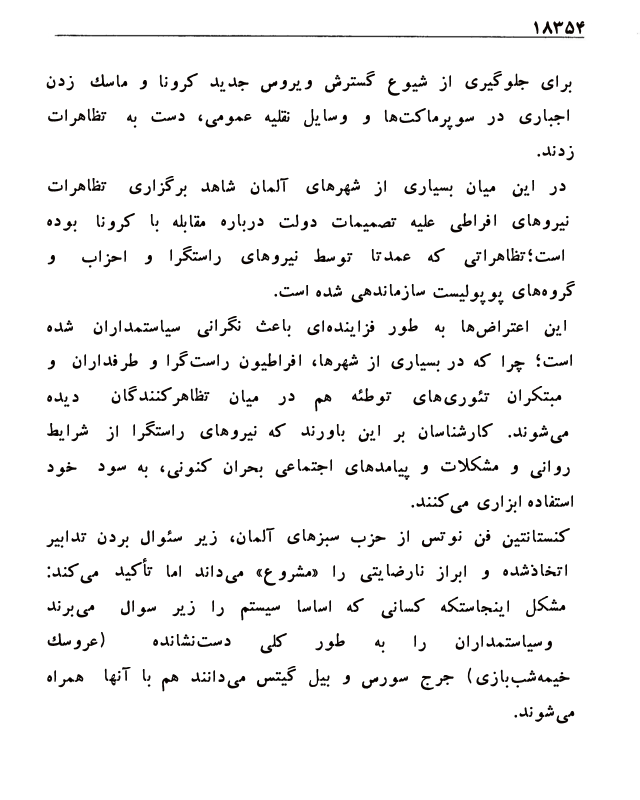 ۱۸۳۵۴
برای جلوگیری از شیوع گسترش ویروس جدید کرونا و ماسك زدن
اجباری در سوپرماکت‌ها و وسایل نقلیه عمومی، دست به تظاهرات
زدند.
در این میان بسیاری از شهرهای آلمان شاهد برگزاری تظاهرات
نیروهای افراطی علیه تصمیمات دولت درباره مقابله با کرونا بوده
است؛تظاهراتی که عمدتا توسط نیروهای راستگرا و احزاب و
گروه‌های پوپولیست سازماندهی شده است.
این اعتراض‌ها به طور فزاینده‌ای باعث نگرانی سیاستمداران شده
است؛ چرا که در بسیاری از شهرها، افراطیون راست‌گرا و طرفداران و
مبتکران تئوری‌های توطئه هم در میان تظاهرکنندگان دیده
می‌شوند. کارشناسان بر این باورند که نیروهای راستگرا از شرایط
روانی و مشکلات و پیامدهای اجتماعی بحران کنونی، به سود خود
استفاده ابزاری می‌کنند.
کنستانتین فن نوتس از حزب سبزهای آلمان، زیر سئوال بردن تدابیر
اتخاذشده و ابراز نارضایتی را «مشروع» می‌داند اما تأکید می‌کند:
مشکل اینجاستکه کسانی که اساسا سیستم را زیر سوال می‌برند
وسیاستمداران را به طور کلی دست‌نشانده (عروسك
خیمه‌شب‌بازی) جرج سورس و بیل گیتس می‌دانند هم با آنها همراه
می‌شوند.